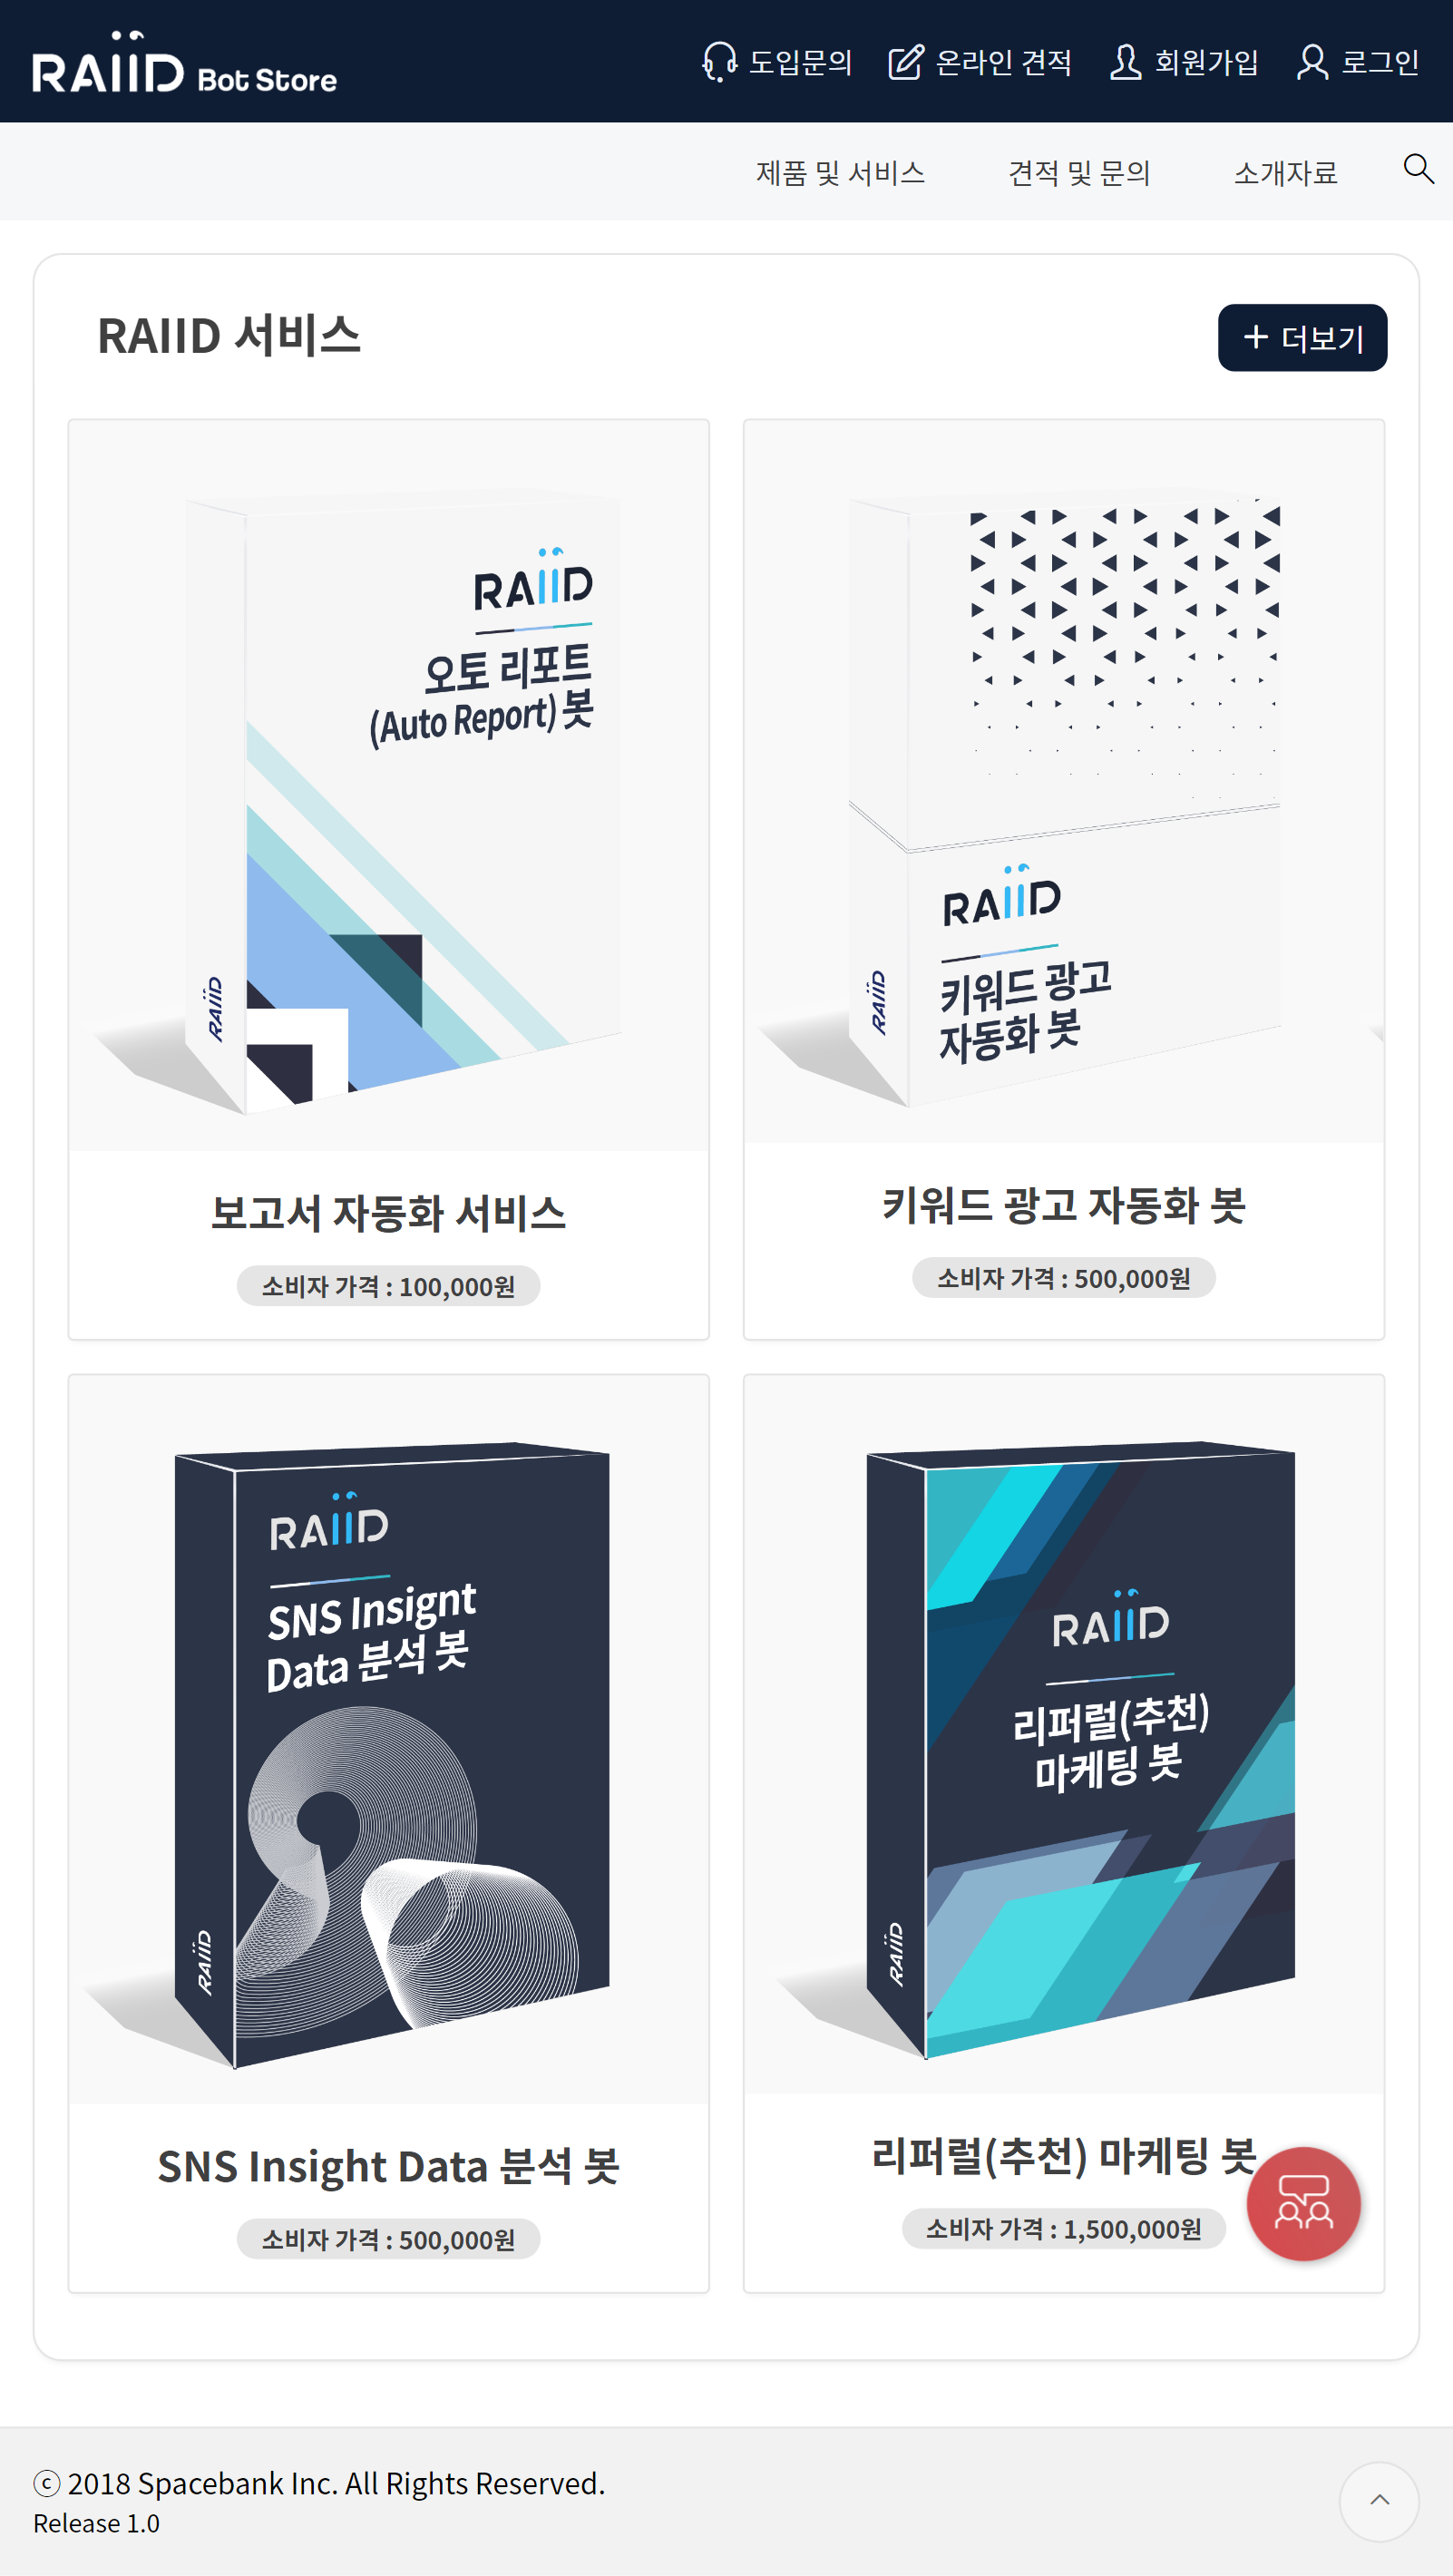 RAIID Bot Store
도입문의 온라인 견적 회원가입 로그인
제품 및 서비스 견적 및 문의 소개자료
RAIID 서비스
+ 더보기
RAIID
오토 리포트
(Auto Report) 봇
RAIID
보고서 자동화 서비스
소비자 가격 : 100,000원
RAIID
키워드 광고
자동화 봇
RAIID
키워드 광고 자동화 봇
소비자 가격 : 500,000원
RAIID
SNS Insignt
Data 분석 봇
RAIID
SNS Insight Data 분석 봇
소비자 가격 : 500,000원
RAIID
리퍼럴(추천)
마케팅 봇
RAIID
리퍼럴(추천) 마케팅 봇
소비자 가격 : 1,500,000원
ⓒ 2018 Spacebank Inc. All Rights Reserved.
Release 1.0